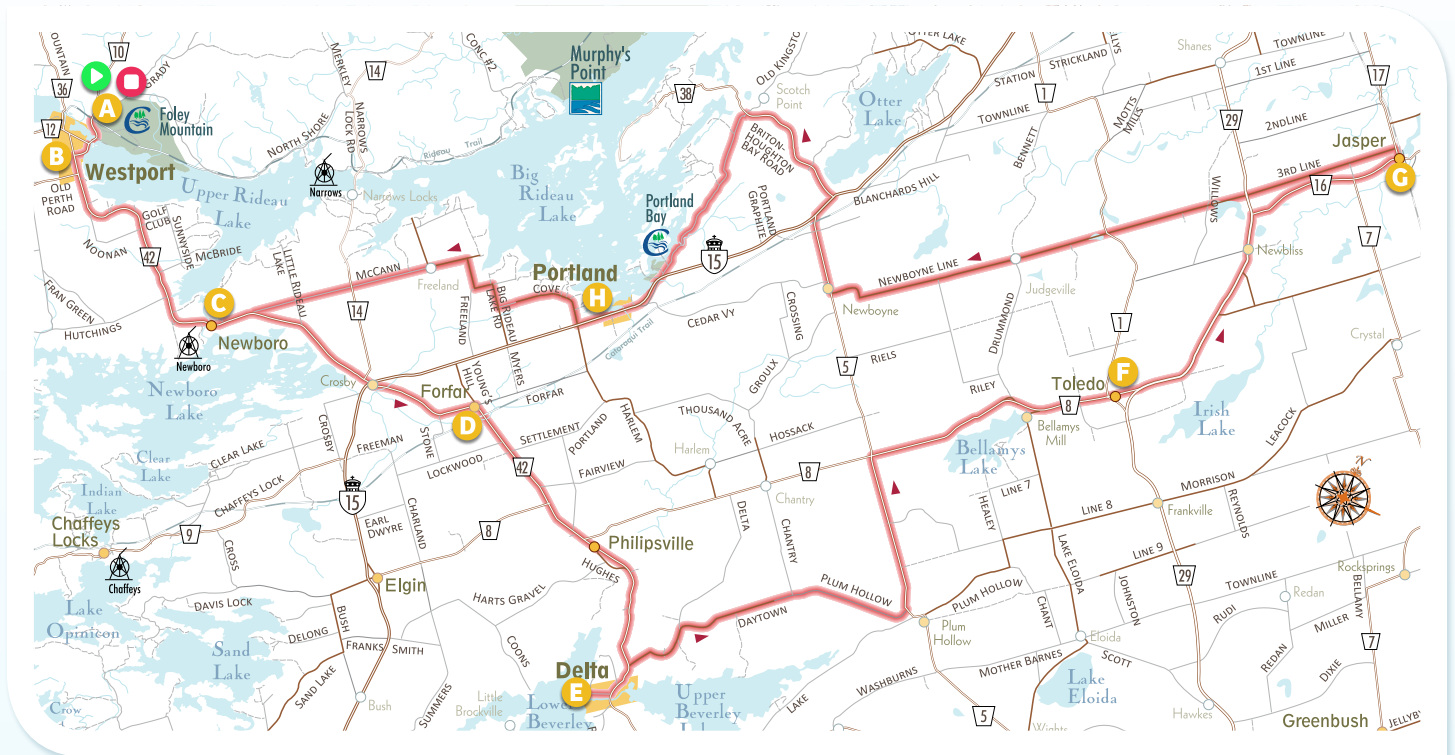 OUNTAIN
10
GRADY
36
A
Foley
Mountain
12
B
Westport
OLD
PERTH
ROAD
NOONAN
GOLF
CLUB
SUNNYSIDE
McBRIDE
42
FRAN GREEN
HUTCHINGS
C
Newboro
Newboro
Newboro
Lake
Upper Rideau
Lake
NORTH SHORE
MERKLEY
14
CONC #2
NARROWS
LOCK RD
Rideau Trail
Narrows
Narrows Locks
LITTLE RIDEAU
LAKE
McCANN
14
Freeland
FREELAND
BIG RIDEAU
LAKE RD
Murphy's
Point
Big
Rideau
Lake
Portland
Bay
38
OLD KINGSTO
Scotch
Point
Otter
Lake
OTTER LAKE
BRITON-
HOUGHTON
BAY ROAD
PORTLAND
GRAPHITE
15
BLANCHARDS HILL
Portland
COVE
H
Cataraqui Trail
CEDAR VY
CROSSING
STATION
STRICKLAND
LLYS
1
TOWNLINE
BENNETT
MOTTS
MILLS
Shanes
TOWNLINE
1ST LINE
29
2ND LINE
17
Jasper
3RD LINE
16
G
WILLOWS
Newbliss
7
NEWBOYNE LINE
Newboyne
Judgeville
DRUMMOND
1
Crystal
Crosby
Forfar
D
YOUNG'S
HILL
MYERS
FORFAR
GROULX
5
RIELS
RILEY
Toledo
F
8
Bellamys
Mill
Bellamys
Lake
Irish
Lake
LEACOCK
N
CROSBY
FREEMAN
STONE
LOCKWOOD
SETTLEMENT
PORTLAND
HARLEM
THOUSAND ACRE
Harlem
HOSSACK
FAIRVIEW
42
8
Chantry
Clear
Lake
CLEAR LAKE
CHAFFEYS LOCK
Indian
Lake
Chaffeys
Locks
9
Chaffeys
CROSS
15
EARL
DWYRE
CHARLAND
8
Elgin
Philipsville
HUGHES
DELTA
CHANTRY
HEALEY
LINE 7
LINE 8
LINE 9
MORRISON
Frankville
REYNOLDS
29
Lake
Opinicon
DAVIS LOCK
DELONG
Sand
Lake
BUSH
FRANKS
SMITH
SAND LAKE
Crow
Bush
SUMMERS
HARTS GRAVEL
COONS
Little
Brockville
Delta
E
Lower
Beverley
Upper
Beverley
DAYTOWN
PLUM HOLLOW
Plum
Hollow
PLUM HOLLOW
WASHBURNS
LAKE
5
CHANT
LAKE ELOIDA
JOHNSTON
Eloida
MOTHER BARNES
SCOTT
Lake
Eloida
Wights
TOWNLINE
Redan
RUDI
REDAN
MILLER
DIXIE
Rocksprings
BELLAMY
7
Hawkes
Greenbush